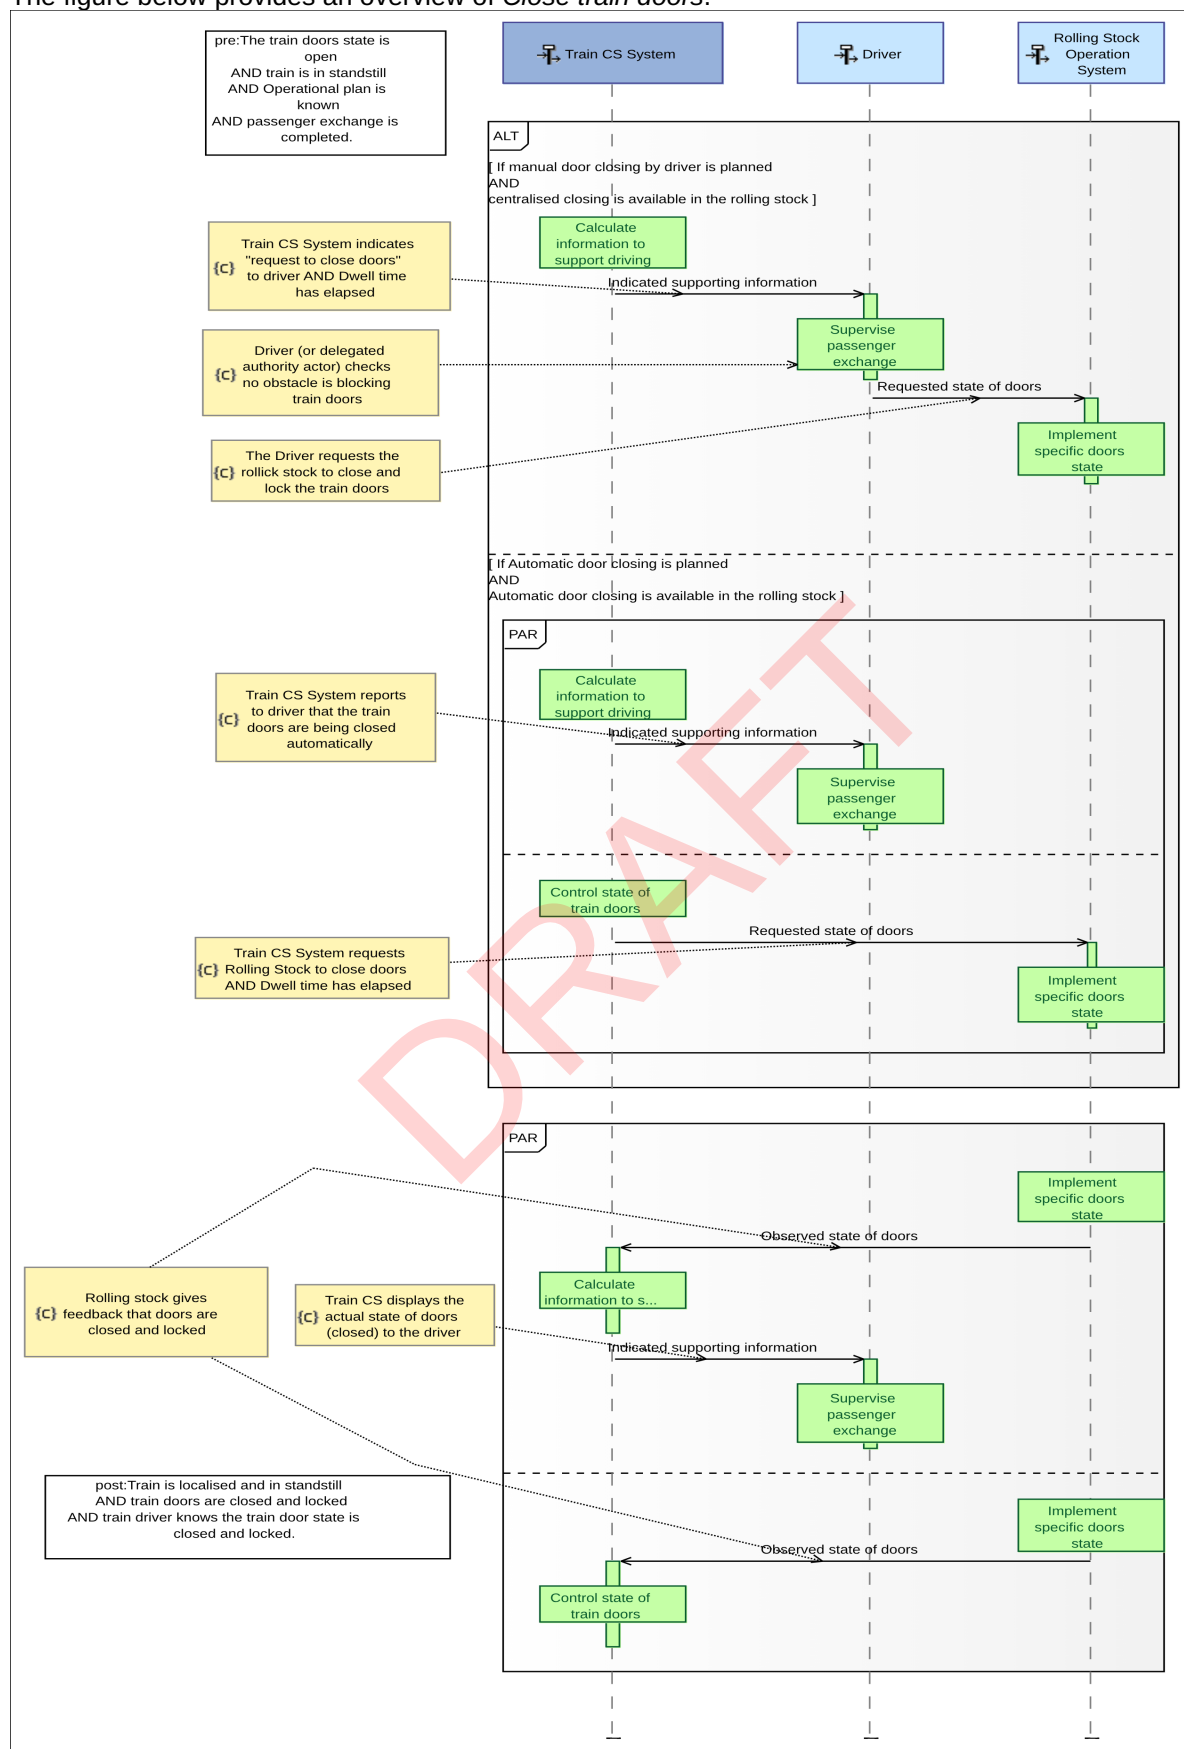 The figure below provides an overview of Close train doors.
pre:The train doors state is
open
AND train is in standstill
AND Operational plan is
known
AND passenger exchange is
completed.
Train CS System
Driver
Rolling Stock
Operation
System
ALT
[ If manual door closing by driver is planned
AND
centralised closing is available in the rolling stock ]
Calculate
information to
support driving
Train CS System indicates
"request to close doors"
to driver AND Dwell time
has elapsed
{c}
Indicated supporting information
Supervise
passenger
exchange
Driver (or delegated
authority actor) checks
no obstacle is blocking
train doors
{c}
Requested state of doors
Implement
specific doors
state
The Driver requests the
rollick stock to close and
lock the train doors
{c}
[ If Automatic door closing is planned
AND
Automatic door closing is available in the rolling stock ]
PAR
Calculate
information to
support driving
Train CS System reports
to driver that the train
doors are being closed
automatically
{c}
Indicated supporting information
Supervise
passenger
exchange
Control state of
train doors
Requested state of doors
Train CS System requests
Rolling Stock to close doors
AND Dwell time has elapsed
{c}
Implement
specific doors
state
PAR
Implement
specific doors
state
Observed state of doors
Calculate
information to s...
Rolling stock gives
feedback that doors are
closed and locked
{c}
Train CS displays the
actual state of doors
(closed) to the driver
{c}
Indicated supporting information
Supervise
passenger
exchange
post:Train is localised and in standstill
AND train doors are closed and locked
AND train driver knows the train door state is
closed and locked.
Implement
specific doors
state
Observed state of doors
Control state of
train doors
DRAFT